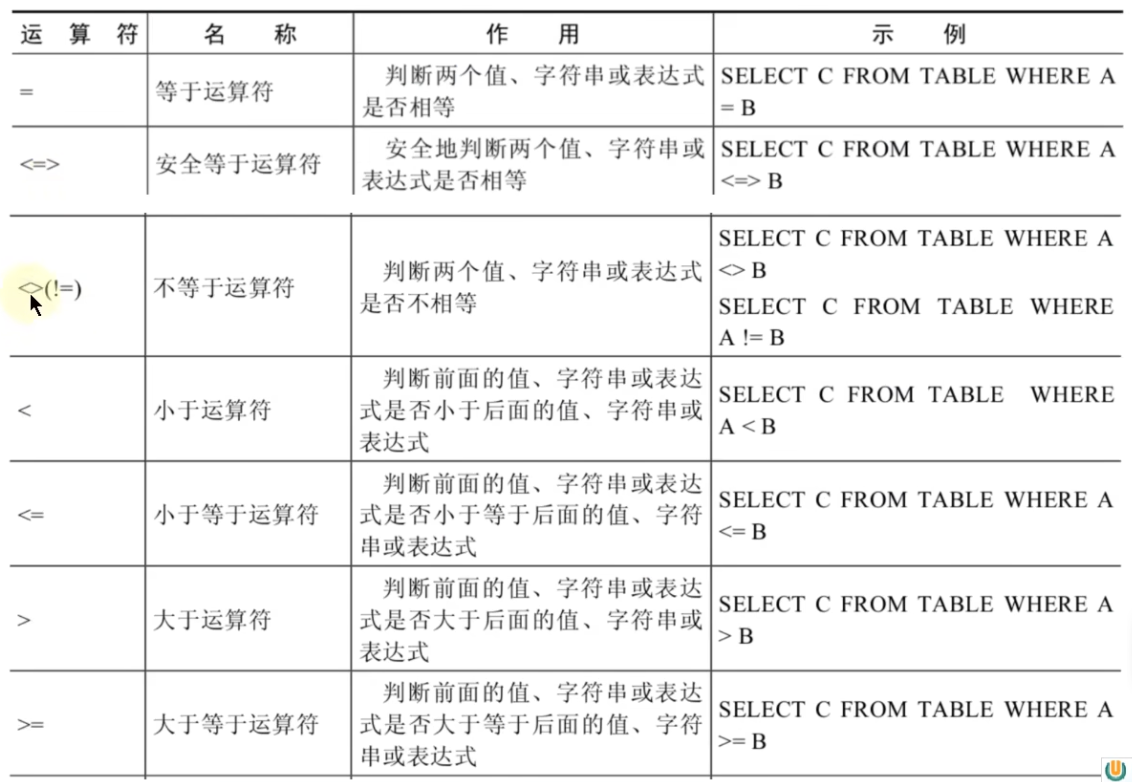 运 算 符 名 称 作 用 示 例
= 等于运算符 判断两个值、字符串或表达式 SELECT C FROM TABLE WHERE A
是否相等 = B
<=> 安全等于运算符 安全地判断两个值、字符串或 SELECT C FROM TABLE WHERE A
表达式是否相等 <=> B
<>(!=) 不等于运算符 判断两个值、字符串或表达式 SELECT C FROM TABLE WHERE A
是否不相等 <> B
SELECT C FROM TABLE WHERE
A != B
< 小于运算符 判断前面的值、字符串或表达 SELECT C FROM TABLE WHERE
式是否小于后面的值、字符串或 A < B
表达式
<= 小于等于运算符 判断前面的值、字符串或表达 SELECT C FROM TABLE WHERE A
式是否小于等于后面的值、字符 <= B
串或表达式
> 大于运算符 判断前面的值、字符串或表达 SELECT C FROM TABLE WHERE A
式是否大于后面的值、字符串或 > B
表达式
>= 大于等于运算符 判断前面的值、字符串或表达 SELECT C FROM TABLE WHERE A
式是否大于等于后面的值、字符 >= B
串或表达式